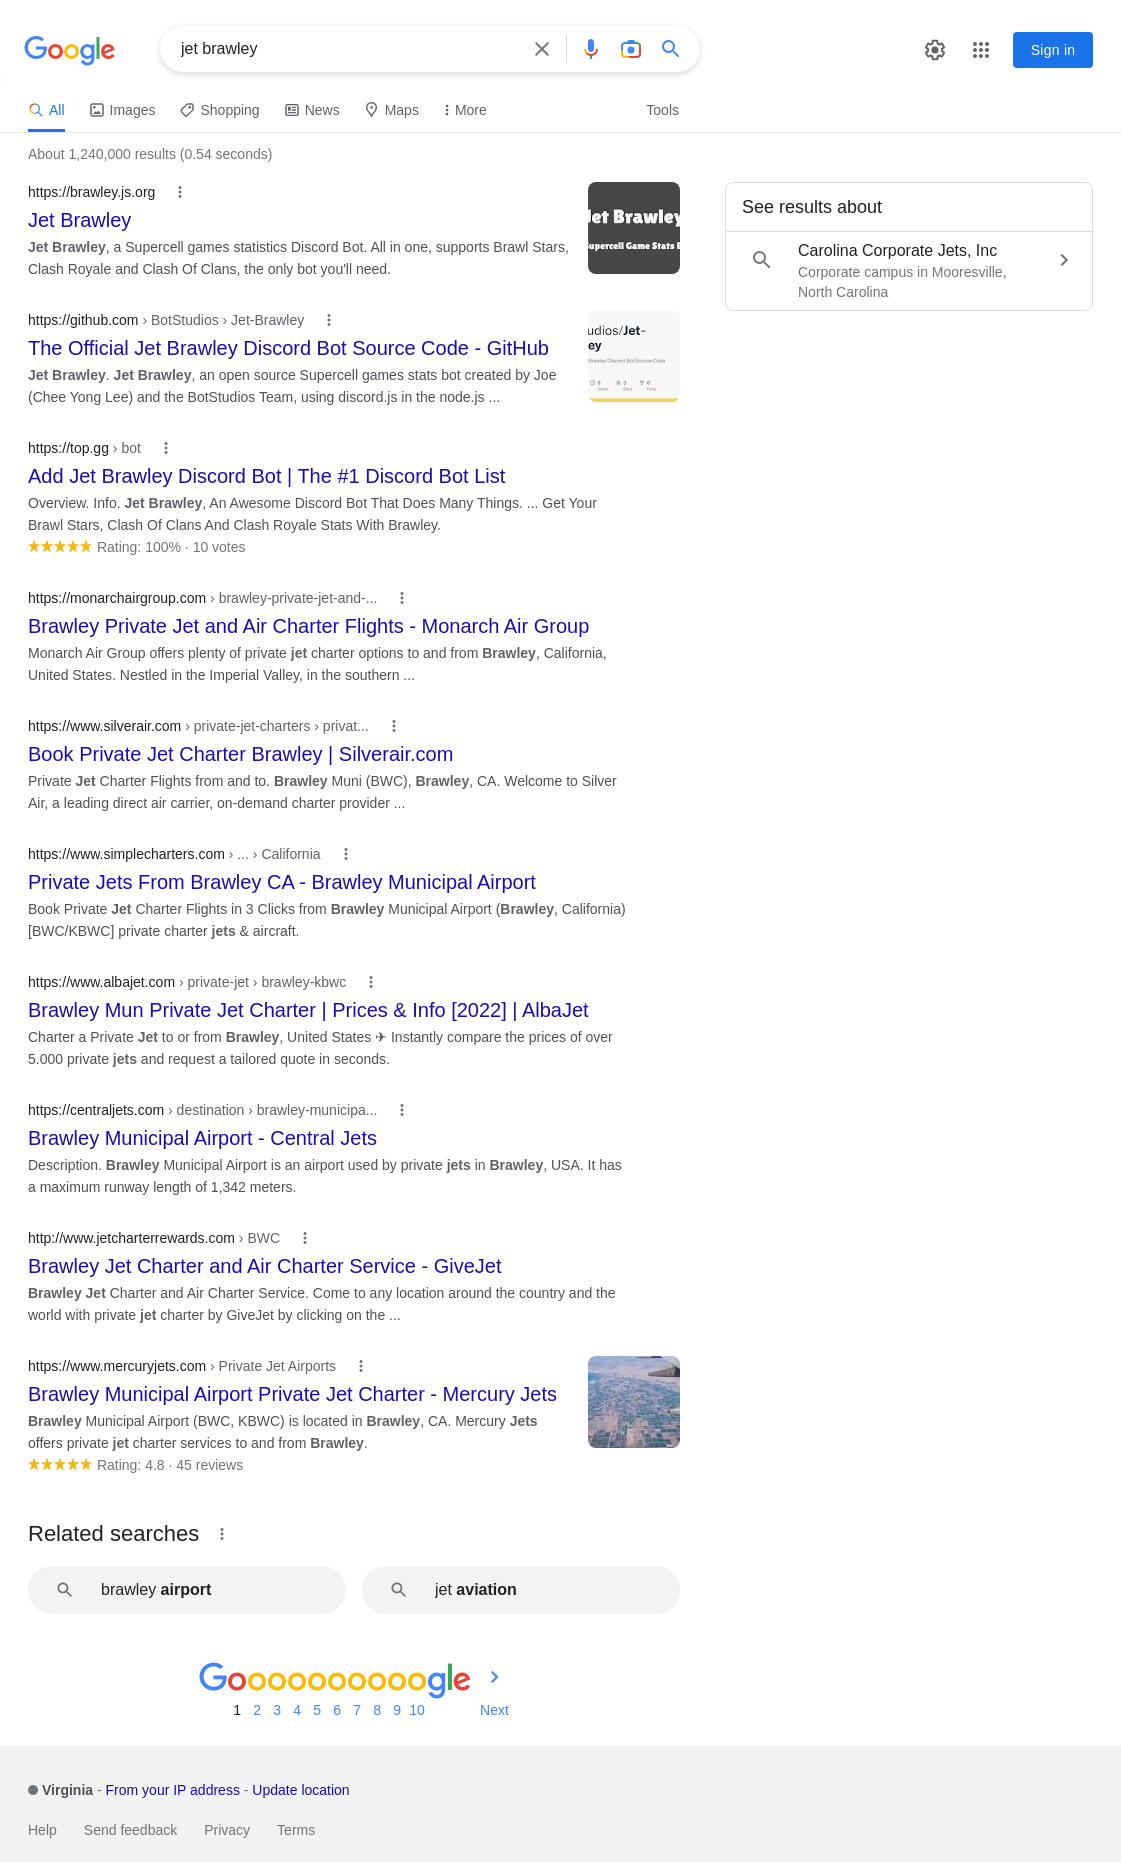 Google
jet brawley
Sign in
All
Images
Shopping
News
Maps
More
Tools
About 1,240,000 results (0.54 seconds)
https://brawley.js.org
Jet Brawley
Jet Brawley, a Supercell games statistics Discord Bot. All in one, supports Brawl Stars,
Clash Royale and Clash Of Clans, the only bot you'll need.
Jet Brawley
Supercell Game Stats
See results about
Carolina Corporate Jets, Inc
Corporate campus in Mooresville,
North Carolina
https://github.com › BotStudios › Jet-Brawley
The Official Jet Brawley Discord Bot Source Code - GitHub
Jet Brawley. Jet Brawley, an open source Supercell games stats bot created by Joe
(Chee Yong Lee) and the BotStudios Team, using discord.js in the node.js ...
udios/Jet-
ey
Brawley Discord Bot Source Code
https://top.gg › bot
Add Jet Brawley Discord Bot | The #1 Discord Bot List
Overview. Info. Jet Brawley, An Awesome Discord Bot That Does Many Things. ... Get Your
Brawl Stars, Clash Of Clans And Clash Royale Stats With Brawley.
Rating: 100% · 10 votes
https://monarchairgroup.com › brawley-private-jet-and-...
Brawley Private Jet and Air Charter Flights - Monarch Air Group
Monarch Air Group offers plenty of private jet charter options to and from Brawley, California,
United States. Nestled in the Imperial Valley, in the southern ...
https://www.silverair.com › private-jet-charters › privat...
Book Private Jet Charter Brawley | Silverair.com
Private Jet Charter Flights from and to. Brawley Muni (BWC), Brawley, CA. Welcome to Silver
Air, a leading direct air carrier, on-demand charter provider ...
https://www.simplecharters.com › ... › California
Private Jets From Brawley CA - Brawley Municipal Airport
Book Private Jet Charter Flights in 3 Clicks from Brawley Municipal Airport (Brawley, California)
[BWC/KBWC] private charter jets & aircraft.
https://www.albajet.com › private-jet › brawley-kbwc
Brawley Mun Private Jet Charter | Prices & Info [2022] | AlbaJet
Charter a Private Jet to or from Brawley, United States ✈ Instantly compare the prices of over
5.000 private jets and request a tailored quote in seconds.
https://centraljets.com › destination › brawley-municipa...
Brawley Municipal Airport - Central Jets
Description. Brawley Municipal Airport is an airport used by private jets in Brawley, USA. It has
a maximum runway length of 1,342 meters.
http://www.jetcharterrewards.com › BWC
Brawley Jet Charter and Air Charter Service - GiveJet
Brawley Jet Charter and Air Charter Service. Come to any location around the country and the
world with private jet charter by GiveJet by clicking on the ...
https://www.mercuryjets.com › Private Jet Airports
Brawley Municipal Airport Private Jet Charter - Mercury Jets
Brawley Municipal Airport (BWC, KBWC) is located in Brawley, CA. Mercury Jets
offers private jet charter services to and from Brawley.
Rating: 4.8 · 45 reviews
Related searches
brawley airport
jet aviation
Goooooooooogle
1 2 3 4 5 6 7 8 9 10 Next
Virginia - From your IP address - Update location
Help Send feedback Privacy Terms